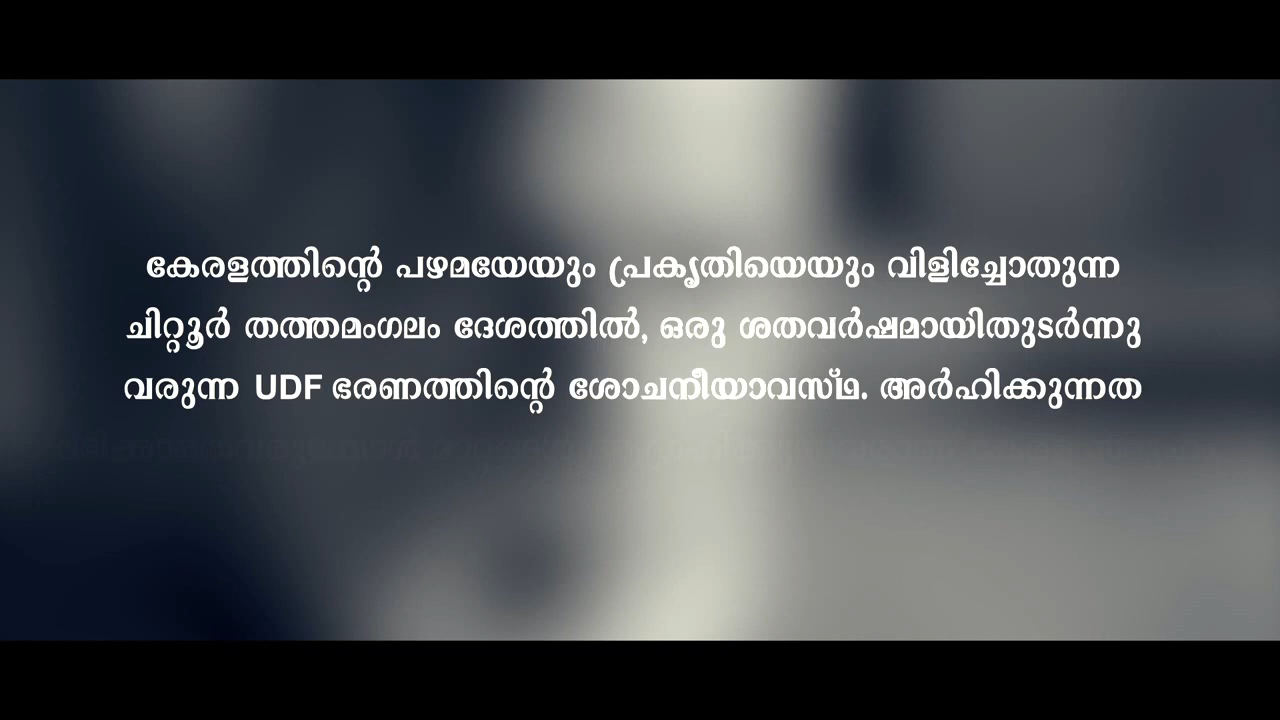 കേരളത്തിന്റെ പഴമയേയും പ്രകൃതിയെയും വിളിച്ചോതുന്ന
ചിറ്റൂർ തത്തമംഗലം ദേശത്തിൽ, ഒരു ശതവർഷമായിതുടർന്നു
വരുന്ന UDF ഭരണത്തിന്റെ ശോചനീയാവസ്ഥ. അർഹിക്കുന്നത